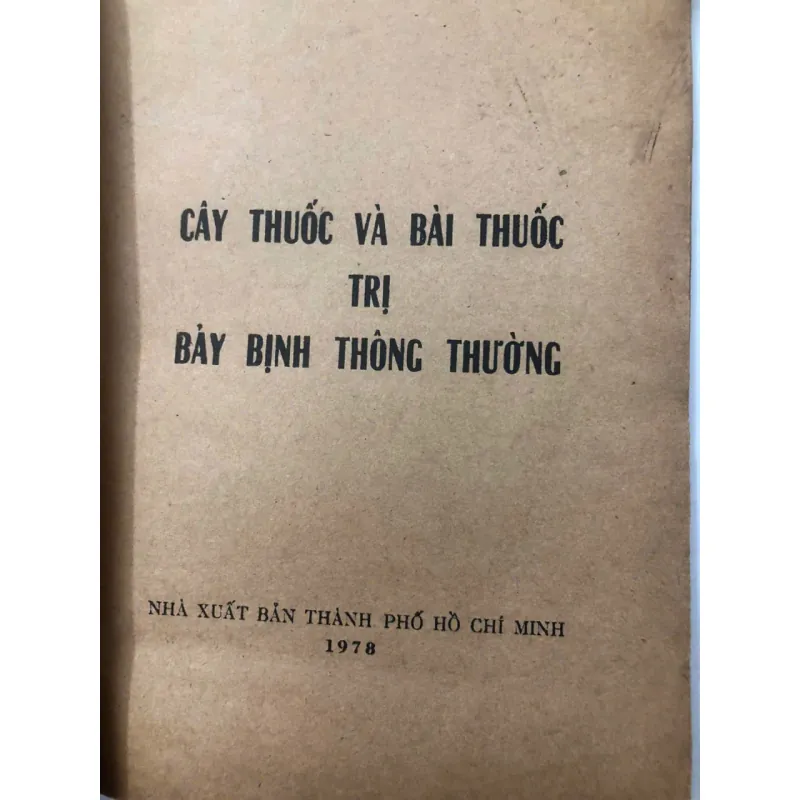 CÂY THUỐC VÀ BÀI THUỐC
TRỊ
BẢY BỊNH THÔNG THƯỜNG
NHÀ XUẤT BẢN THÀNH PHỐ HỒ CHÍ MINH
1978